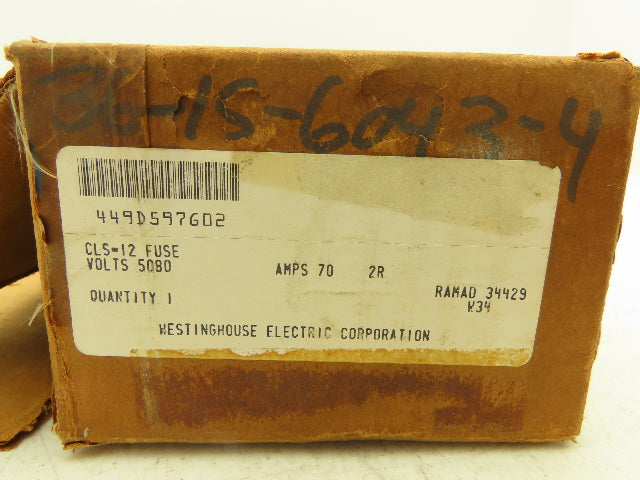 36-15-6043-4
449D597G02
CLS-12 FUSE
VOLTS 5080
AMPS 70 2R
QUANTITY 1
RAMAD 34429
W34
WESTINGHOUSE ELECTRIC CORPORATION